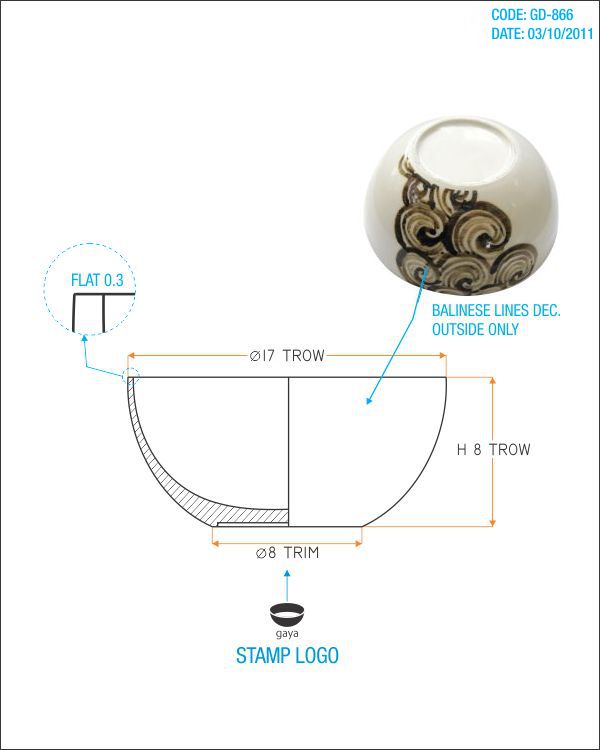 CODE: GD-866
DATE: 03/10/2011
FLAT 0.3
BALINESE LINES DEC.
OUTSIDE ONLY
Ø17 TROW
H 8 TROW
Ø8 TRIM
gaya
STAMP LOGO